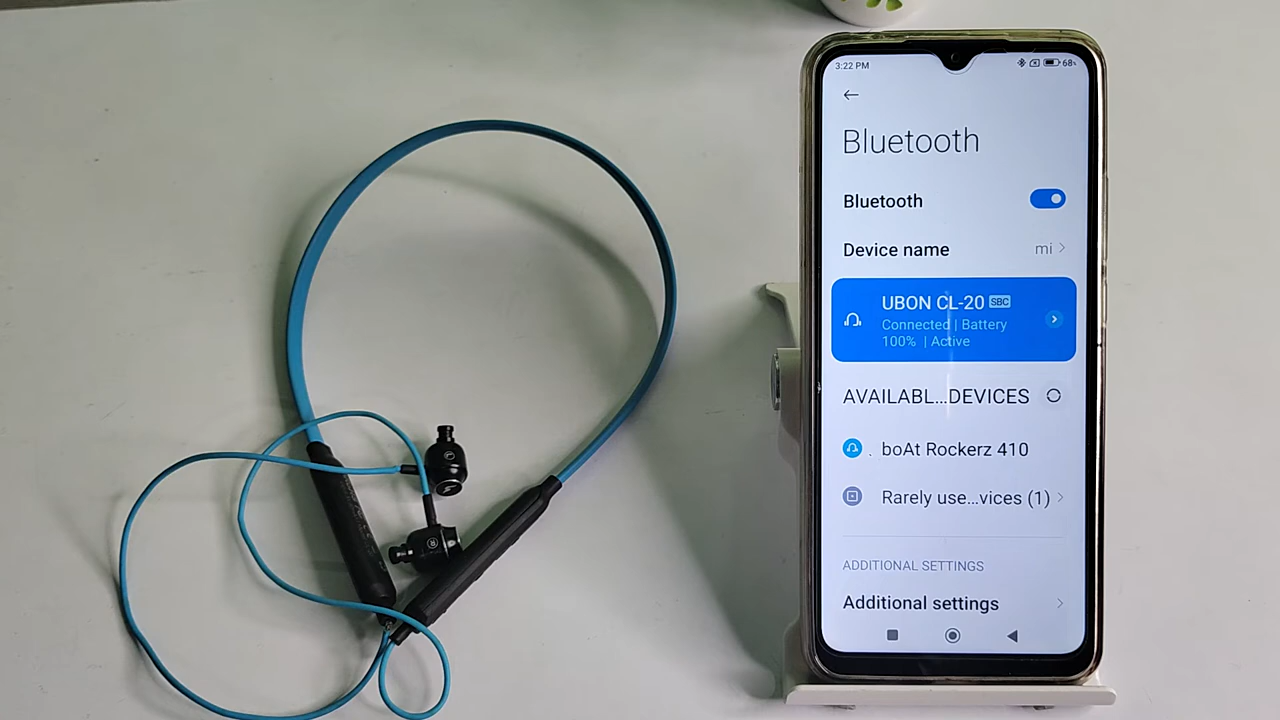 3:22 PM
68%
Bluetooth
Bluetooth
Device name
mi
UBON CL-20 SBC
Connected | Battery
100% | Active
AVAILABL...DEVICES
boAt Rockerz 410
Rarely use...vices (1)
ADDITIONAL SETTINGS
Additional settings
L
R